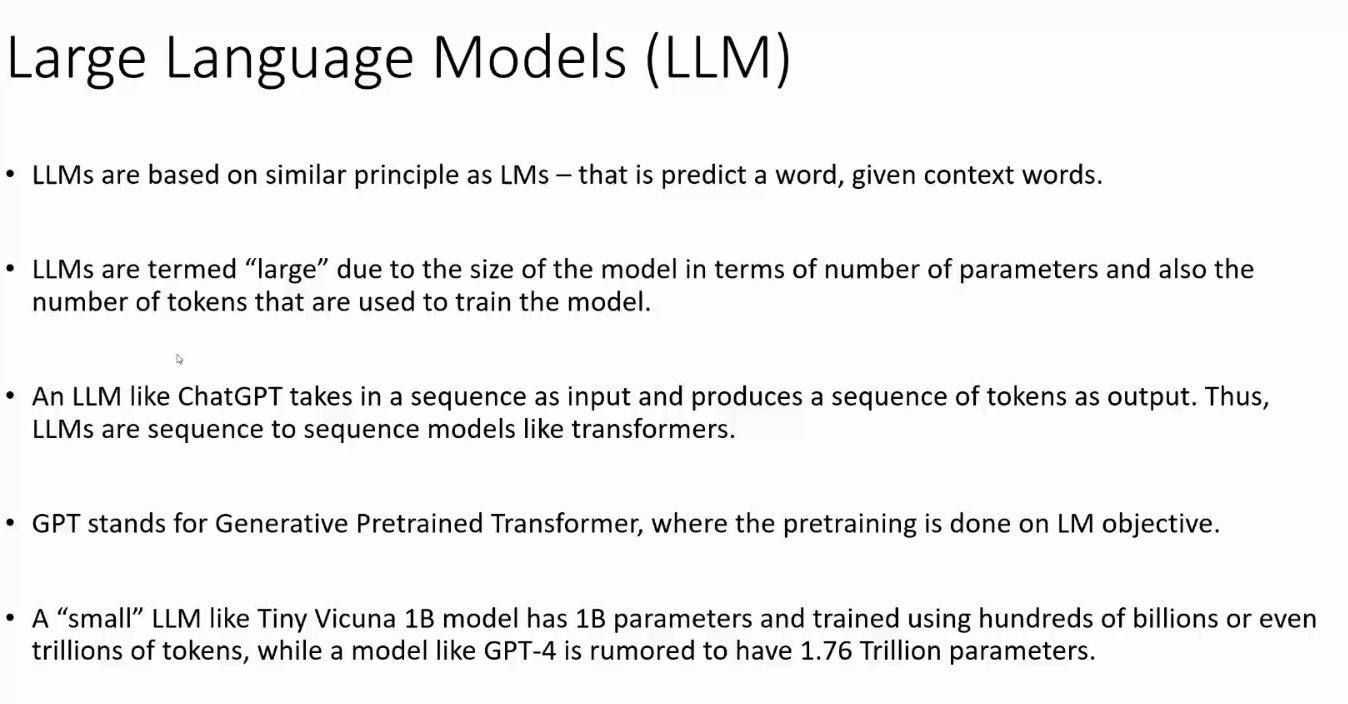 Large Language Models (LLM)
• LLMs are based on similar principle as LMs – that is predict a word, given context words.
• LLMs are termed “large” due to the size of the model in terms of number of parameters and also the
number of tokens that are used to train the model.
• An LLM like ChatGPT takes in a sequence as input and produces a sequence of tokens as output. Thus,
LLMs are sequence to sequence models like transformers.
• GPT stands for Generative Pretrained Transformer, where the pretraining is done on LM objective.
• A “small” LLM like Tiny Vicuna 1B model has 1B parameters and trained using hundreds of billions or even
trillions of tokens, while a model like GPT-4 is rumored to have 1.76 Trillion parameters.